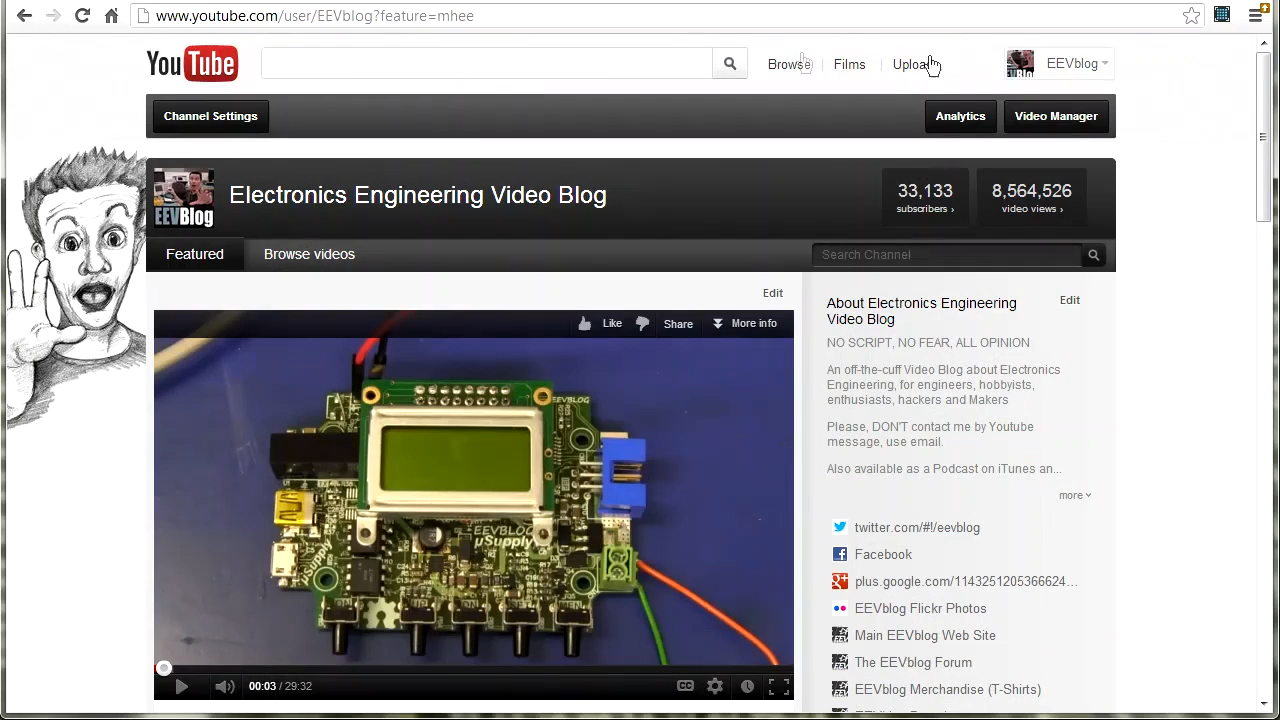 www.youtube.com/user/EEVblog?feature=mhee
YouTube
Browse
Films
Upload
EEVblog
Channel Settings
Analytics
Video Manager
EEVBlog
Electronics Engineering Video Blog
33,133
subscribers ›
8,564,526
video views ›
Featured
Browse videos
Search Channel
Edit
Like
Share
More info
EEVBLOG
EEVBLOG
µSupply
00:03 / 29:32
CC
About Electronics Engineering
Video Blog
Edit
NO SCRIPT, NO FEAR, ALL OPINION
An off-the-cuff Video Blog about Electronics
Engineering, for engineers, hobbyists,
enthusiasts, hackers and Makers
Please, DON'T contact me by Youtube
message, use email.
Also available as a Podcast on iTunes an...
more
twitter.com/#!/eevblog
Facebook
plus.google.com/1143251205366624...
EEVblog Flickr Photos
Main EEVblog Web Site
The EEVblog Forum
EEVblog Merchandise (T-Shirts)